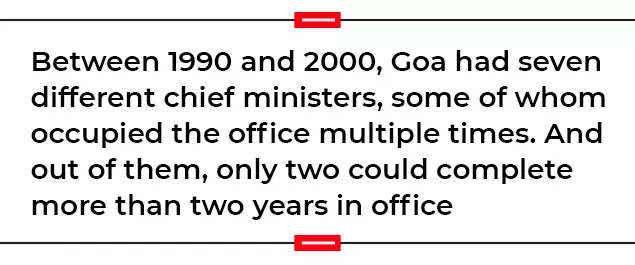 Between 1990 and 2000, Goa had seven
different chief ministers, some of whom
occupied the office multiple times. And
out of them, only two could complete
more than two years in office